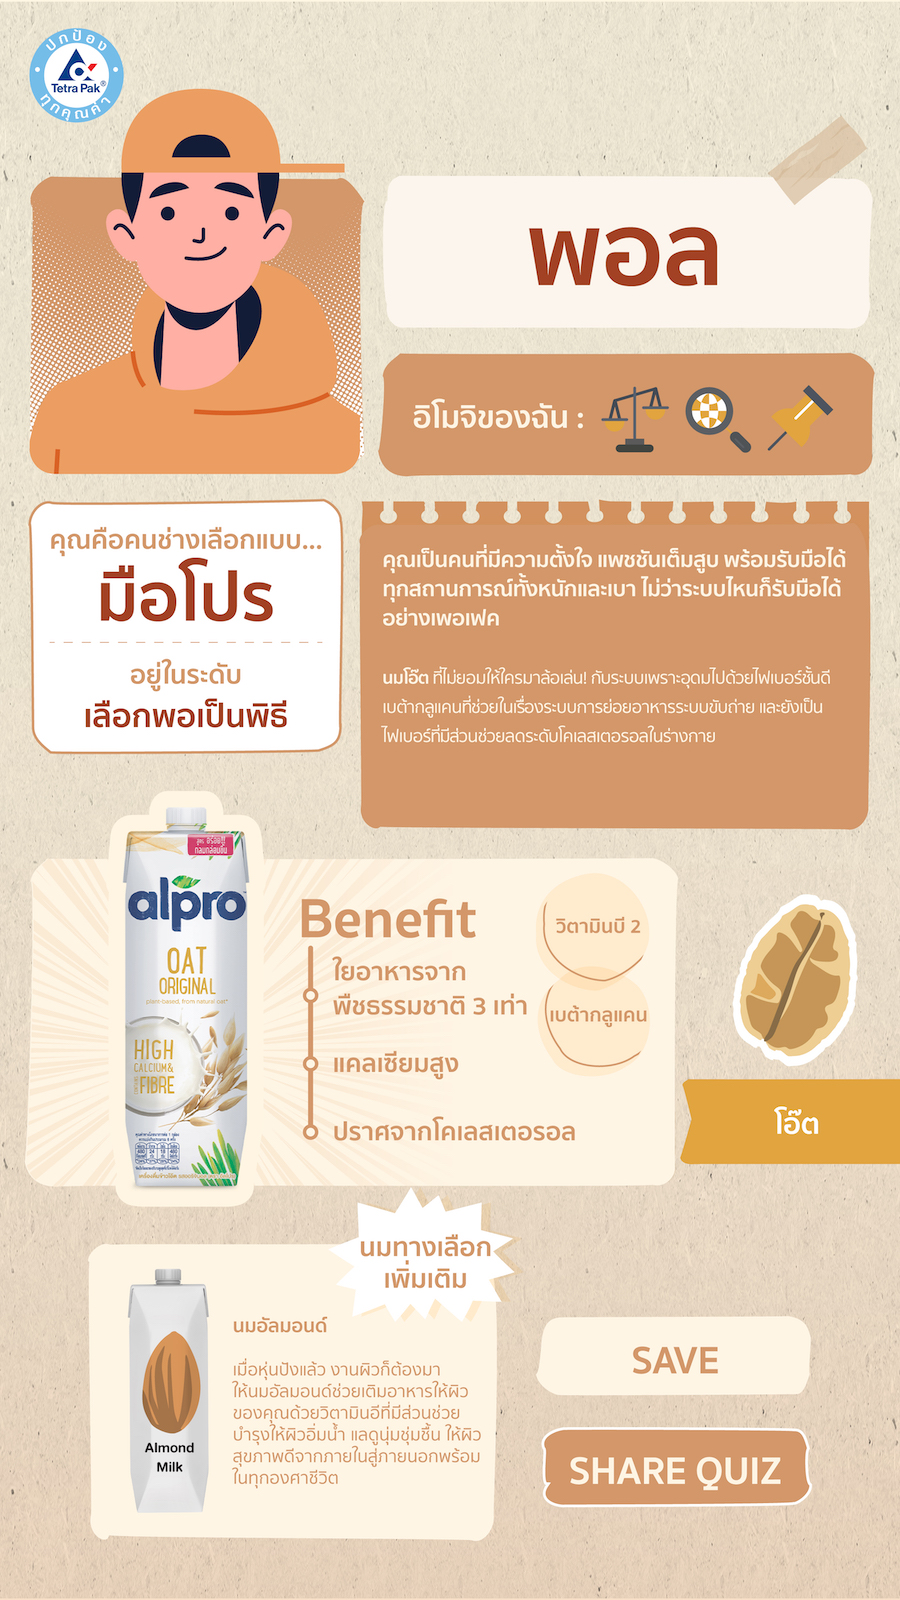 ปกป้อง
Tetra Pak®
ทุกคุณค่า
พอล
อิโมจิของฉัน :
คุณคือคนช่างเลือกแบบ...
มือโปร
อยู่ในระดับ
เลือกพอเป็นพิธี
คุณเป็นคนที่มีความตั้งใจ แพชชันเต็มสูบ พร้อมรับมือได้
ทุกสถานการณ์ทั้งหนักและเบา ไม่ว่าระบบไหนก็รับมือได้
อย่างเพอเฟค
นมโอ๊ต ที่ไม่ยอมให้ใครมาล้อเล่น! กับระบบเพราะอุดมไปด้วยไฟเบอร์ชั้นดี
เบต้ากลูแคนที่ช่วยในเรื่องระบบการย่อยอาหารระบบขับถ่าย และยังเป็น
ไฟเบอร์ที่มีส่วนช่วยลดระดับโคเลสเตอรอลในร่างกาย
alpro
OAT
ORIGINAL
plant-based, from natural oat*
HIGH
CALCIUM&
FIBRE
Benefit
ใยอาหารจาก
พืชธรรมชาติ 3 เท่า
แคลเซียมสูง
ปราศจากโคเลสเตอรอล
วิตามินบี 2
เบต้ากลูแคน
โอ๊ต
นมทางเลือก
เพิ่มเติม
นมอัลมอนด์
เมื่อหุ่นปังแล้ว งานผิวก็ต้องมา
ให้นมอัลมอนด์ช่วยเติมอาหารให้ผิว
ของคุณด้วยวิตามินอีที่มีส่วนช่วย
บำรุงให้ผิวอิ่มน้ำ แลดูนุ่มชุ่มชื้น ให้ผิว
สุขภาพดีจากภายในสู่ภายนอกพร้อม
ในทุกองศาชีวิต
Almond
Milk
SAVE
SHARE QUIZ